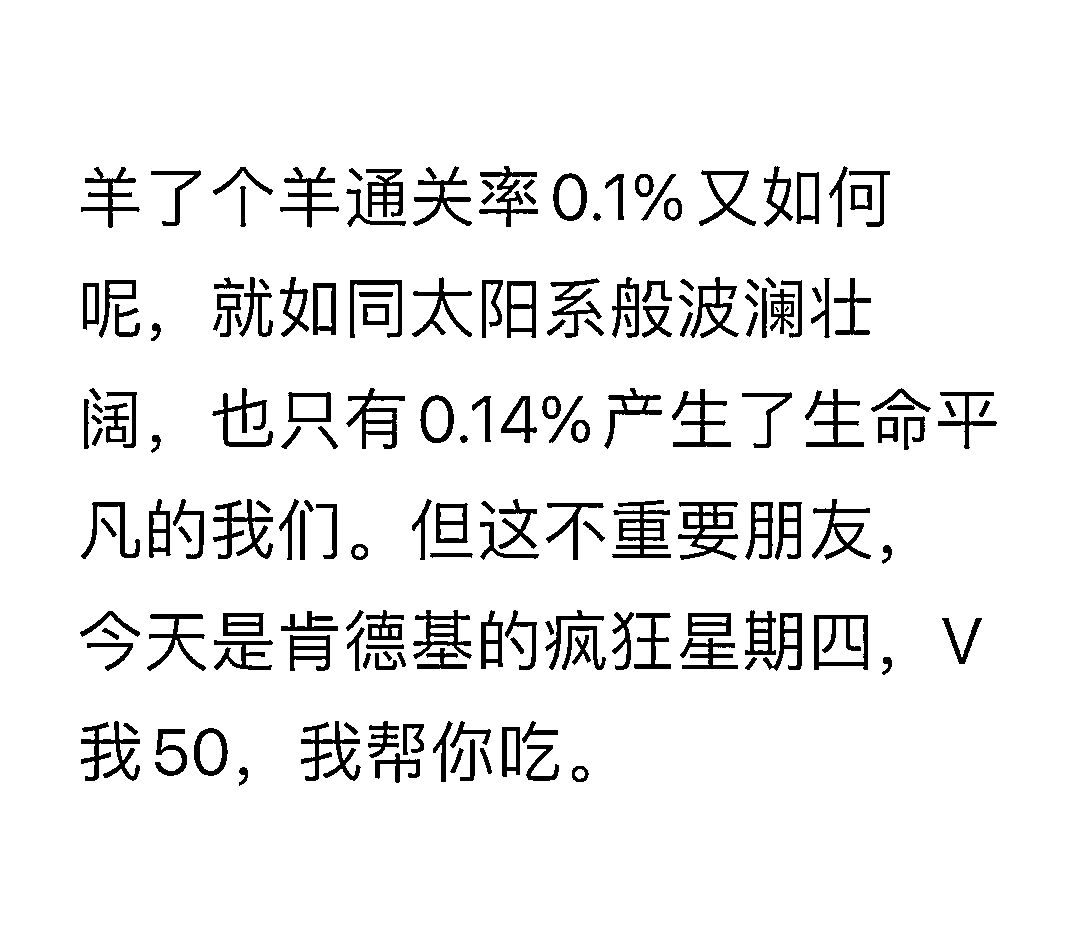 羊了个羊通关率0.1%又如何
呢，就如同太阳系般波澜壮
阔，也只有0.14%产生了生命平
凡的我们。但这不重要朋友，
今天是肯德基的疯狂星期四，V
我50，我帮你吃。